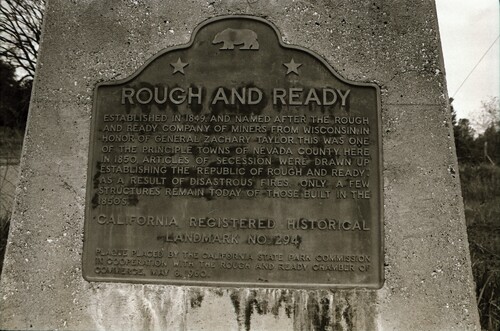 ROUGH AND READY
ESTABLISHED IN 1849 AND NAMED AFTER THE ROUGH
AND READY COMPANY OF MINERS FROM WISCONSIN, IN
HONOR OF GENERAL ZACHARY TAYLOR. THIS WAS ONE
OF THE PRINCIPLE TOWNS OF NEVADA COUNTY. HERE
IN 1850, ARTICLES OF SECESSION WERE DRAWN UP
ESTABLISHING THE REPUBLIC OF ROUGH AND READY.
AS A RESULT OF DISASTROUS FIRES, ONLY A FEW
STRUCTURES REMAIN TODAY OF THOSE BUILT IN THE
1850'S.
CALIFORNIA REGISTERED HISTORICAL
LANDMARK NO. 294
PLAQUE PLACED BY THE CALIFORNIA STATE PARK COMMISSION
IN COOPERATION WITH THE ROUGH AND READY CHAMBER OF
COMMERCE, MAY 8,